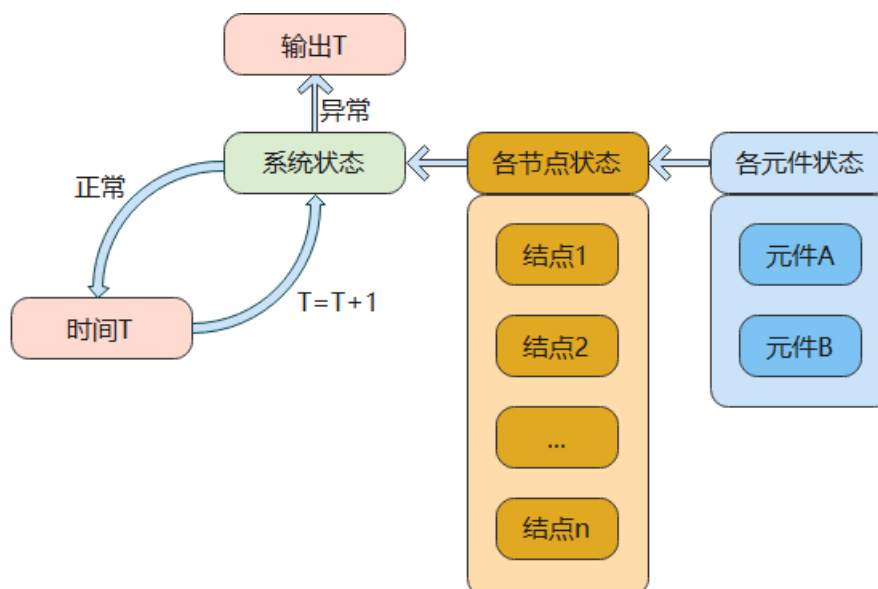 输出T
异常
系统状态
各节点状态
各元件状态
正常
结点1
元件A
T=T+1
时间T
结点2
元件B
...
结点n